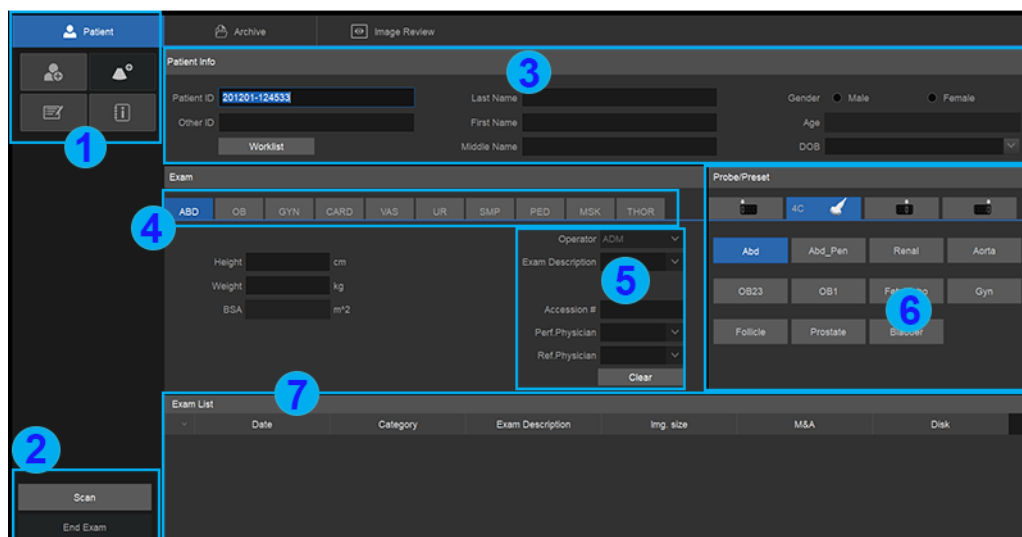 Patient Archive Image Review
Patient Info
3
Patient ID 201201-124533 Last Name Gender Male Female
Other ID First Name Age
Worklist Middle Name DOB
1
Exam Probe/Preset
ABD OB GYN CARD VAS UR SMP PED MSK THOR 4C
4
Operator ADM
Height cm Exam Description
Weight kg
BSA m^2 Accession #
Perf.Physician
Ref.Physician
Clear
5
Abd Abd_Pen Renal Aorta
OB23 OB1 Gyn
Follicle Prostate Bladder
6
7
Exam List
Date Category Exam Description Img. size M&A Disk
2
Scan
End Exam